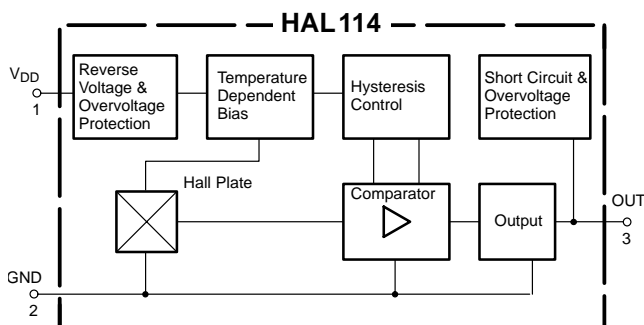 HAL 114
VDD
1
Reverse
Voltage &
Overvoltage
Protection
Temperature
Dependent
Bias
Hysteresis
Control
Short Circuit &
Overvoltage
Protection
Hall Plate
Comparator
Output
OUT
3
GND
2